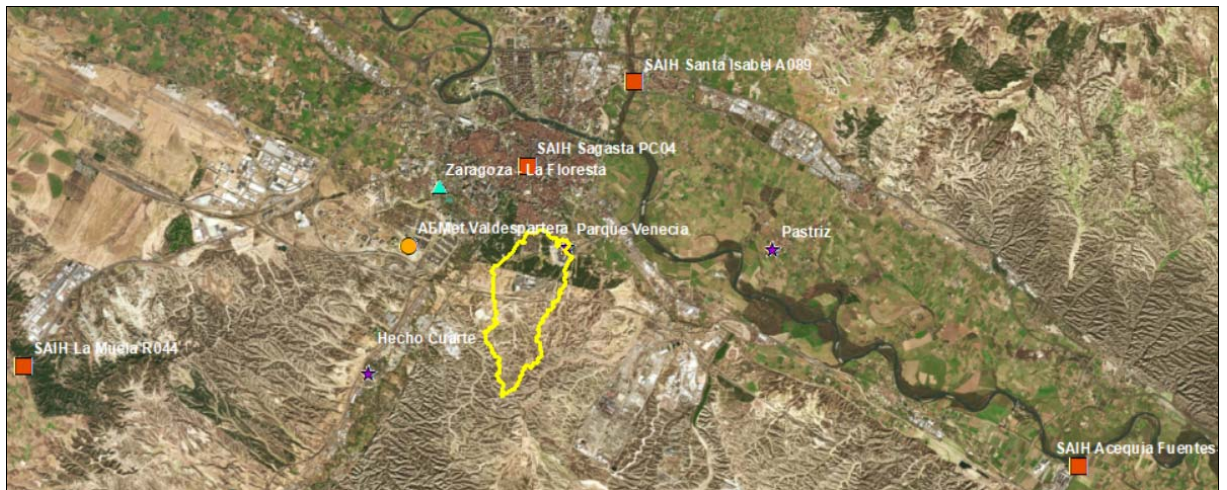 SAIH Santa Isabel A089
SAIH Sagasta PC04
Zaragoza - La Floresta
AEMet Valdespartera
Parque Venecia
Pastriz
Hecho Cuarte
SAIH La Muela R044
SAIH Acequia Fuentes